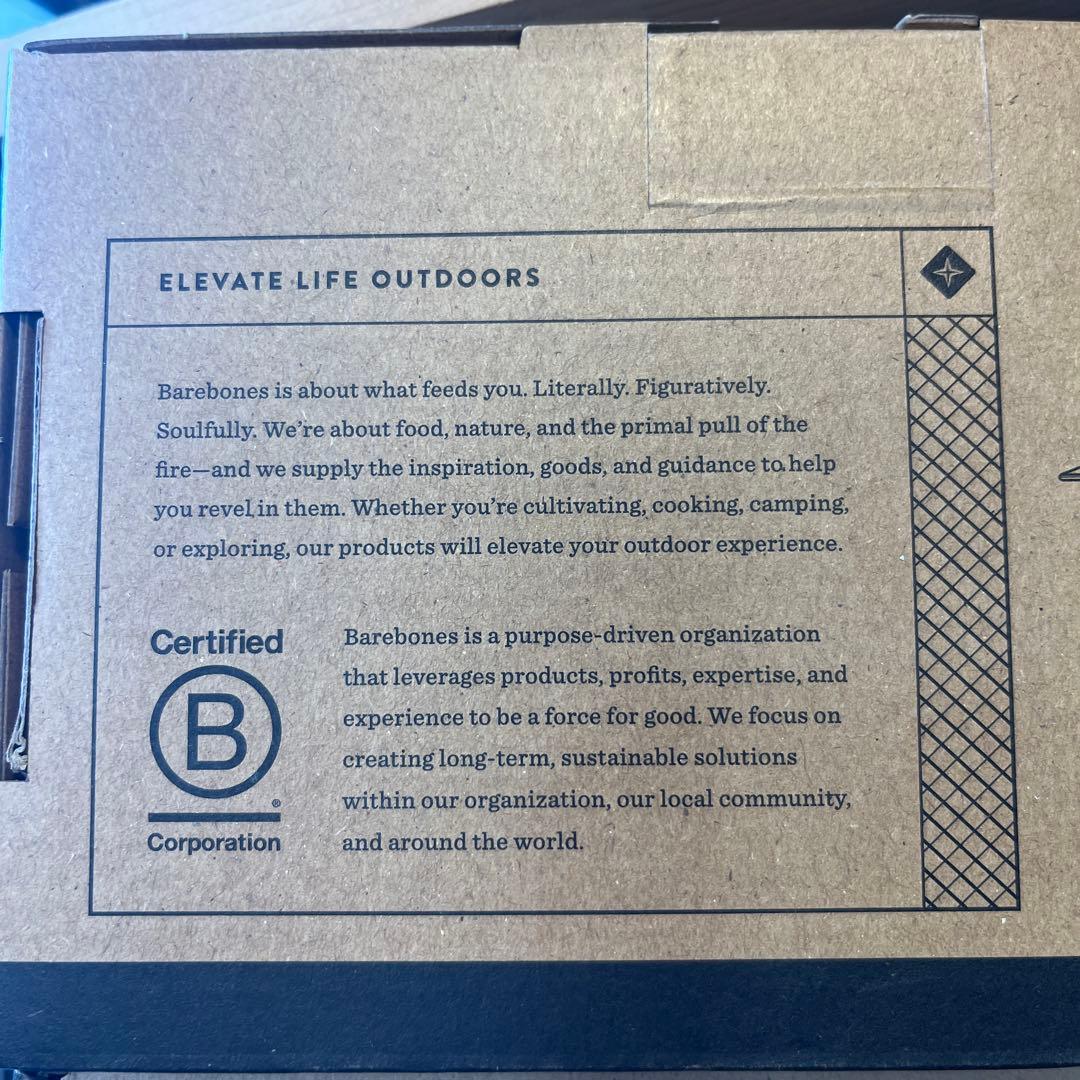 ELEVATE LIFE OUTDOORS
Barebones is about what feeds you. Literally. Figuratively.
Soulfully. We're about food, nature, and the primal pull of the
fire—and we supply the inspiration, goods, and guidance to help
you revel in them. Whether you're cultivating, cooking, camping,
or exploring, our products will elevate your outdoor experience.
Certified
B
®
Corporation
Barebones is a purpose-driven organization
that leverages products, profits, expertise, and
experience to be a force for good. We focus on
creating long-term, sustainable solutions
within our organization, our local community,
and around the world.